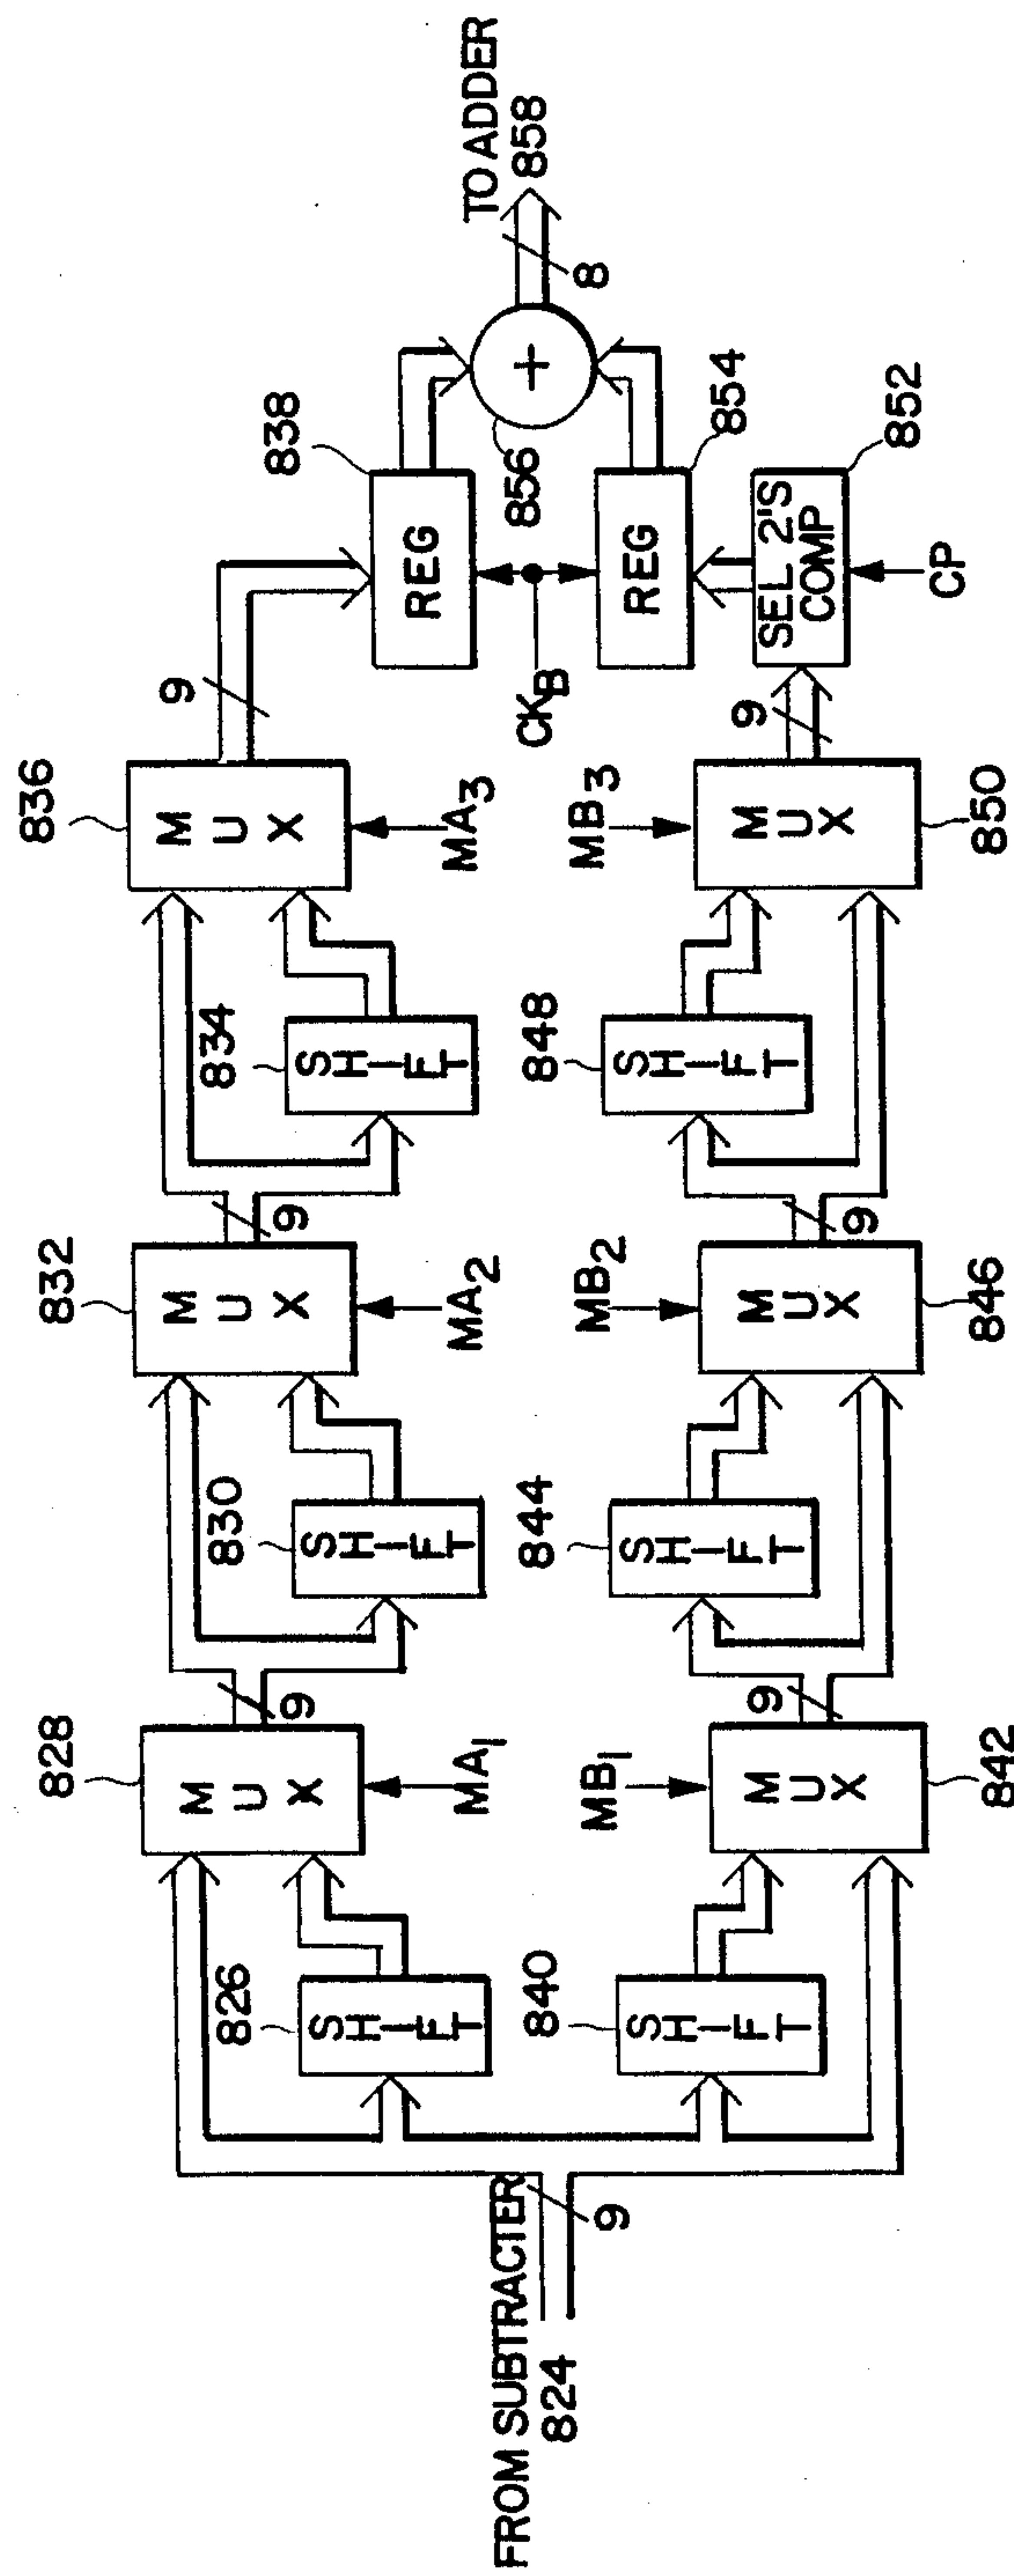 FROM SUBTRACTER
824
9
826
SHIFT
828
MUX
MA1
9
830
SHIFT
832
MUX
MA2
9
834
SHIFT
836
MUX
MA3
9
838
REG
CKB
840
SHIFT
842
MUX
MB1
9
844
SHIFT
846
MUX
MB2
9
848
SHIFT
850
MUX
MB3
9
SEL 2'S
COMP
852
CP
REG
854
856
+
8
TO ADDER
858